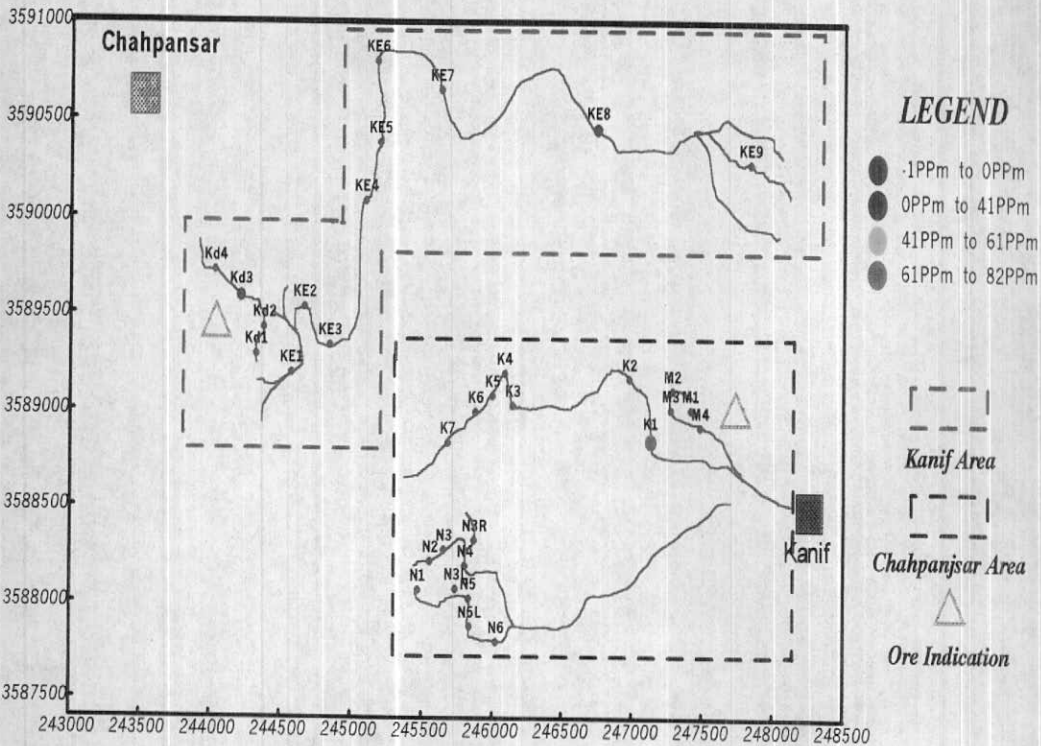 3591000
3590500
3590000
3589500
3589000
3588500
3588000
3587500
243000 243500 244000 244500 245000 245500 246000 246500 247000 247500 248000 248500
Chahpansar
KE6
KE7
KE5
KE8
KE9
KE4
Kd4
Kd3
Kd2
Kd1
KE2
KE3
KE1
K4
K5
K3
K6
K7
K2
M2
M3 M1
M4
K1
N3R
N3
N2
N4
N1
N3
N5
N5L
N6
Kanif
LEGEND
-1PPm to 0PPm
0PPm to 41PPm
41PPm to 61PPm
61PPm to 82PPm
Kanif Area
Chahpanjsar Area
Ore Indication